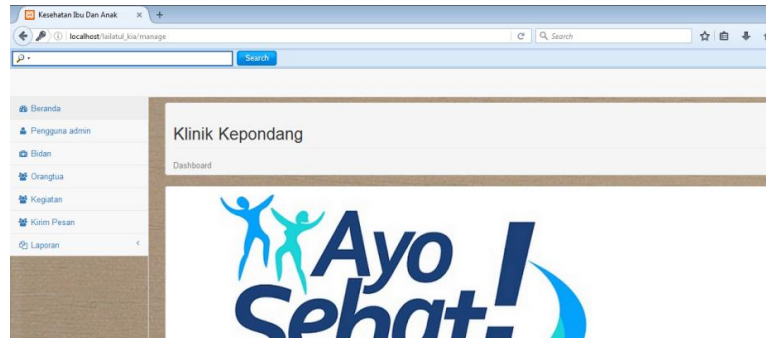 Kesehatan Ibu Dan Anak
localhost/lailatul_kia/manage
Search
Search
Beranda
Pengguna admin
Bidan
Orangtua
Kegiatan
Kirim Pesan
Laporan
Klinik Kepondang
Dashboard
Ayo
Sehat!